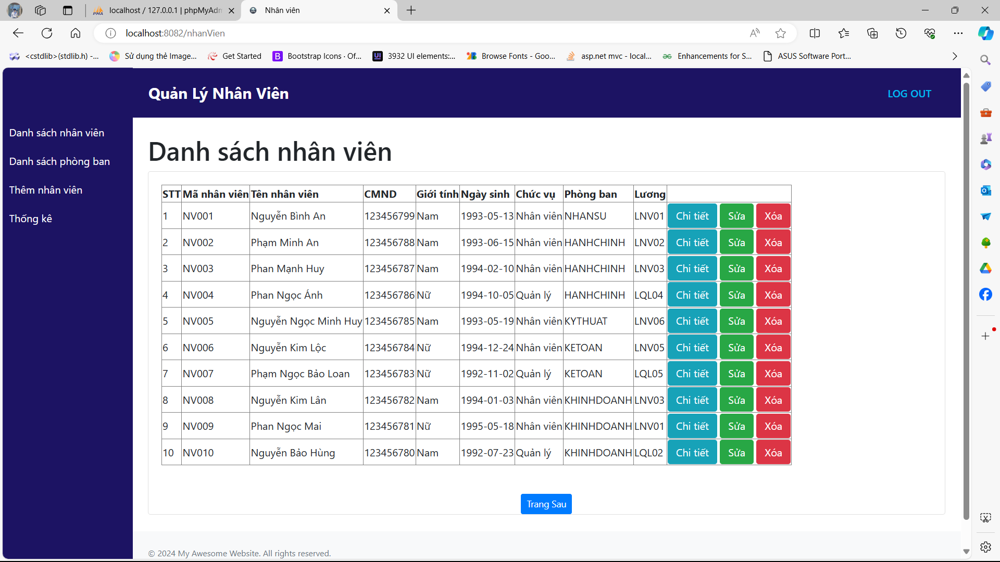 localhost / 127.0.0.1 | phpMyAdm
Nhân viên
localhost:8082/nhanVien
<cstdlib>(stdlib.h) -...
Sử dụng thẻ Image...
Get Started
Bootstrap Icons · Of...
3932 UI elements:...
Browse Fonts - Goo...
asp.net mvc - local...
Enhancements for S...
ASUS Software Port...
Quản Lý Nhân Viên
LOG OUT
Danh sách nhân viên
Danh sách phòng ban
Thêm nhân viên
Thống kê
Danh sách nhân viên
STT Mã nhân viên Tên nhân viên CMND Giới tính Ngày sinh Chức vụ Phòng ban Lương
1 NV001 Nguyễn Bình An 123456799 Nam 1993-05-13 Nhân viên NHANSU LNV01 Chi tiết Sửa Xóa
2 NV002 Phạm Minh An 123456788 Nam 1993-06-15 Nhân viên HANHCHINH LNV02 Chi tiết Sửa Xóa
3 NV003 Phan Mạnh Huy 123456787 Nam 1994-02-10 Nhân viên HANHCHINH LNV03 Chi tiết Sửa Xóa
4 NV004 Phan Ngọc Ánh 123456786 Nữ 1994-10-05 Quản lý HANHCHINH LQL04 Chi tiết Sửa Xóa
5 NV005 Nguyễn Ngọc Minh Huy 123456785 Nam 1993-05-19 Nhân viên KYTHUAT LNV06 Chi tiết Sửa Xóa
6 NV006 Nguyễn Kim Lộc 123456784 Nữ 1994-12-24 Nhân viên KETOAN LNV05 Chi tiết Sửa Xóa
7 NV007 Phạm Ngọc Bảo Loan 123456783 Nữ 1992-11-02 Quản lý KETOAN LQL05 Chi tiết Sửa Xóa
8 NV008 Nguyễn Kim Lân 123456782 Nam 1994-01-03 Nhân viên KHINHDOANH LNV03 Chi tiết Sửa Xóa
9 NV009 Phan Ngọc Mai 123456781 Nữ 1995-05-18 Nhân viên KHINHDOANH LNV01 Chi tiết Sửa Xóa
10 NV010 Nguyễn Bảo Hùng 123456780 Nam 1992-07-23 Quản lý KHINHDOANH LQL02 Chi tiết Sửa Xóa
Trang Sau
© 2024 My Awesome Website. All rights reserved.